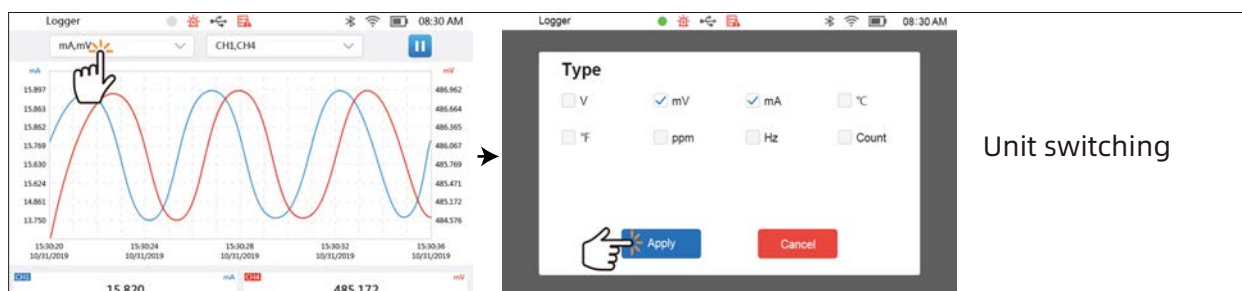 Logger 08:30 AM
mA,mV CH1,CH4
mA mV
15.897 486.962
15.863 486.664
15.862 486.365
15.769 486.067
15.630 485.769
15.624 485.471
14.861 485.172
13.750 484.576
15:30:20 15:30:24 15:30:28 15:30:32 15:30:36
10/31/2019 10/31/2019 10/31/2019 10/31/2019 10/31/2019
CH1 mA CH4 mV
15.820 485.172
Logger 08:30 AM
Type
V mV mA °C
°F ppm Hz Count
Apply Cancel
Unit switching